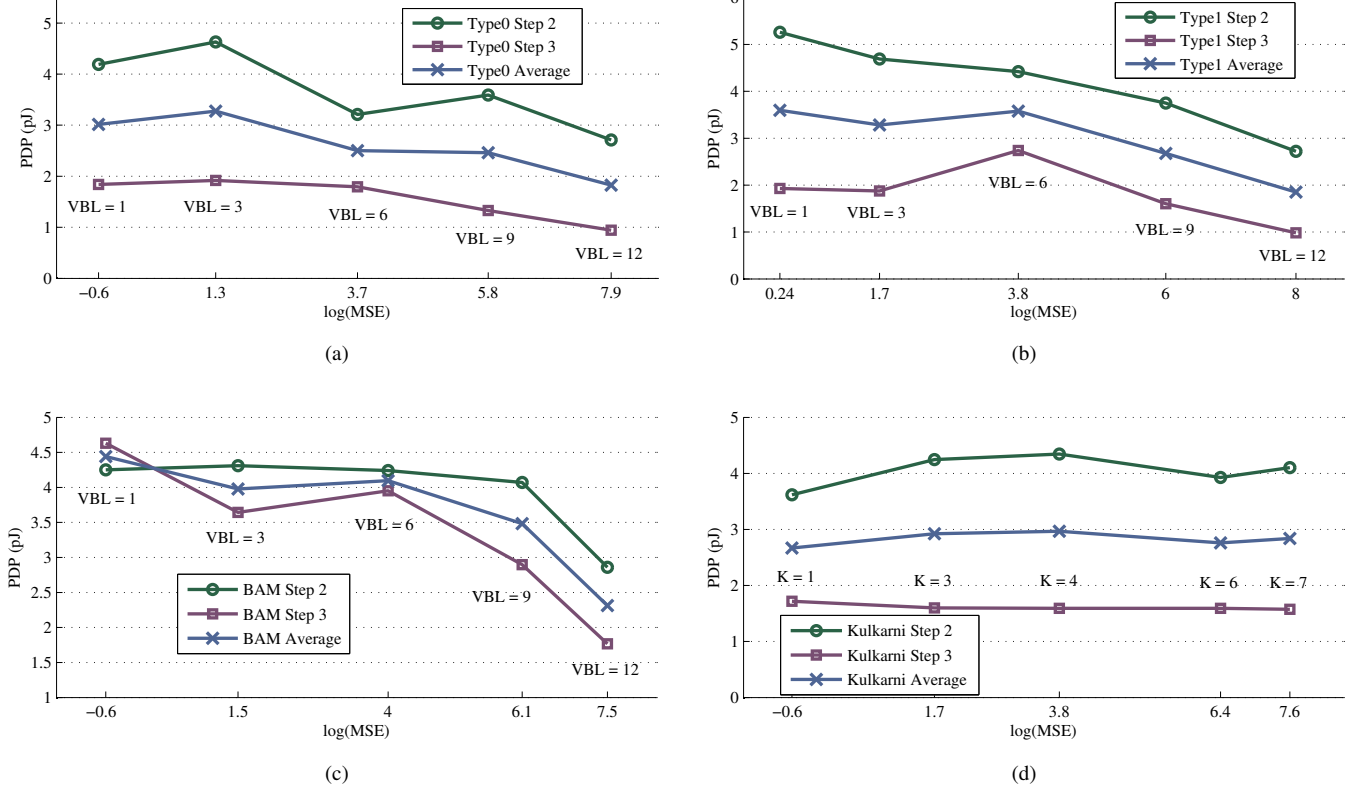 5
4
3
2
1
0
PDP (pJ)
Type0 Step 2
Type0 Step 3
Type0 Average
VBL = 1
VBL = 3
VBL = 6
VBL = 9
VBL = 12
−0.6
1.3
3.7
5.8
7.9
log(MSE)
(a)
5
4
3
2
1
0
PDP (pJ)
Type1 Step 2
Type1 Step 3
Type1 Average
VBL = 1
VBL = 3
VBL = 6
VBL = 9
VBL = 12
0.24
1.7
3.8
6
8
log(MSE)
(b)
5
4.5
4
3.5
3
2.5
2
1.5
1
PDP (pJ)
VBL = 1
VBL = 3
VBL = 6
VBL = 9
VBL = 12
BAM Step 2
BAM Step 3
BAM Average
−0.6
1.5
4
6.1
7.5
log(MSE)
(c)
5
4
3
2
1
0
PDP (pJ)
K = 1
K = 3
K = 4
K = 6
K = 7
Kulkarni Step 2
Kulkarni Step 3
Kulkarni Average
−0.6
1.7
3.8
6.4
7.6
log(MSE)
(d)